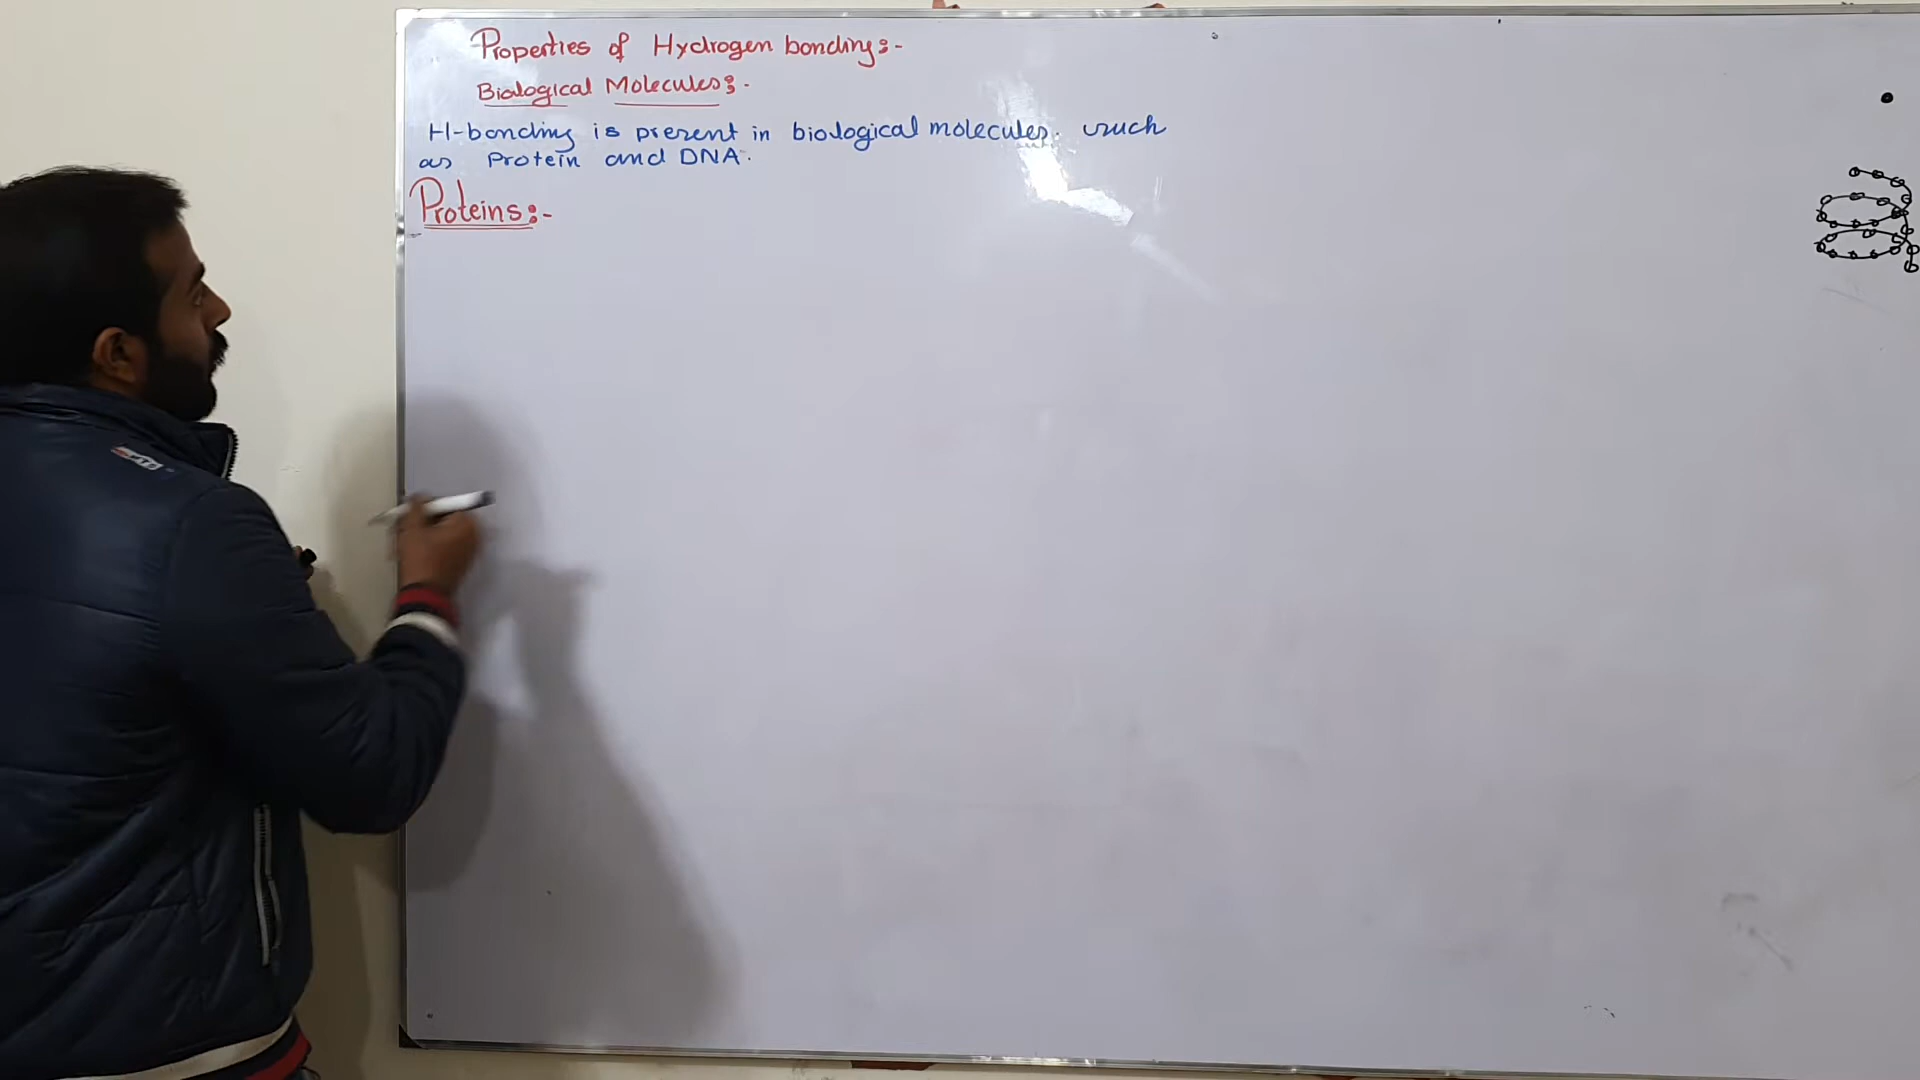 Properties of Hydrogen bonding:-
Biological Molecules:-
H-bonding is present in biological molecules. such
as Protein and DNA.
Proteins:-